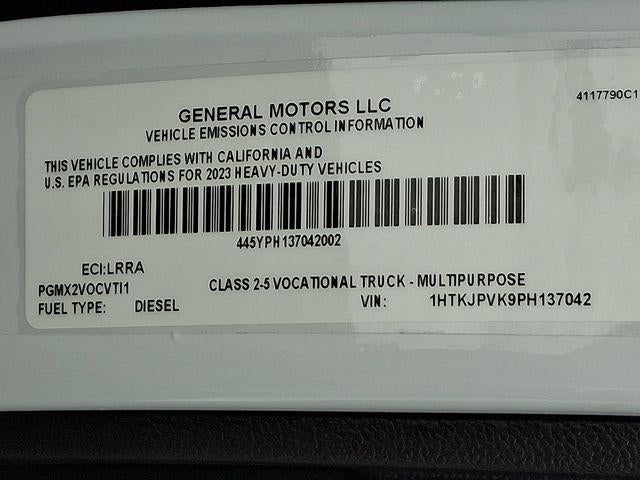 4117790C1
GENERAL MOTORS LLC
VEHICLE EMISSIONS CONTROL INFORMATION
THIS VEHICLE COMPLIES WITH CALIFORNIA AND
U.S. EPA REGULATIONS FOR 2023 HEAVY-DUTY VEHICLES
445YPH137042002
ECI:LRRA
PGMX2VOCVTI1 CLASS 2-5 VOCATIONAL TRUCK - MULTIPURPOSE
FUEL TYPE: DIESEL VIN: 1HTKJPVK9PH137042